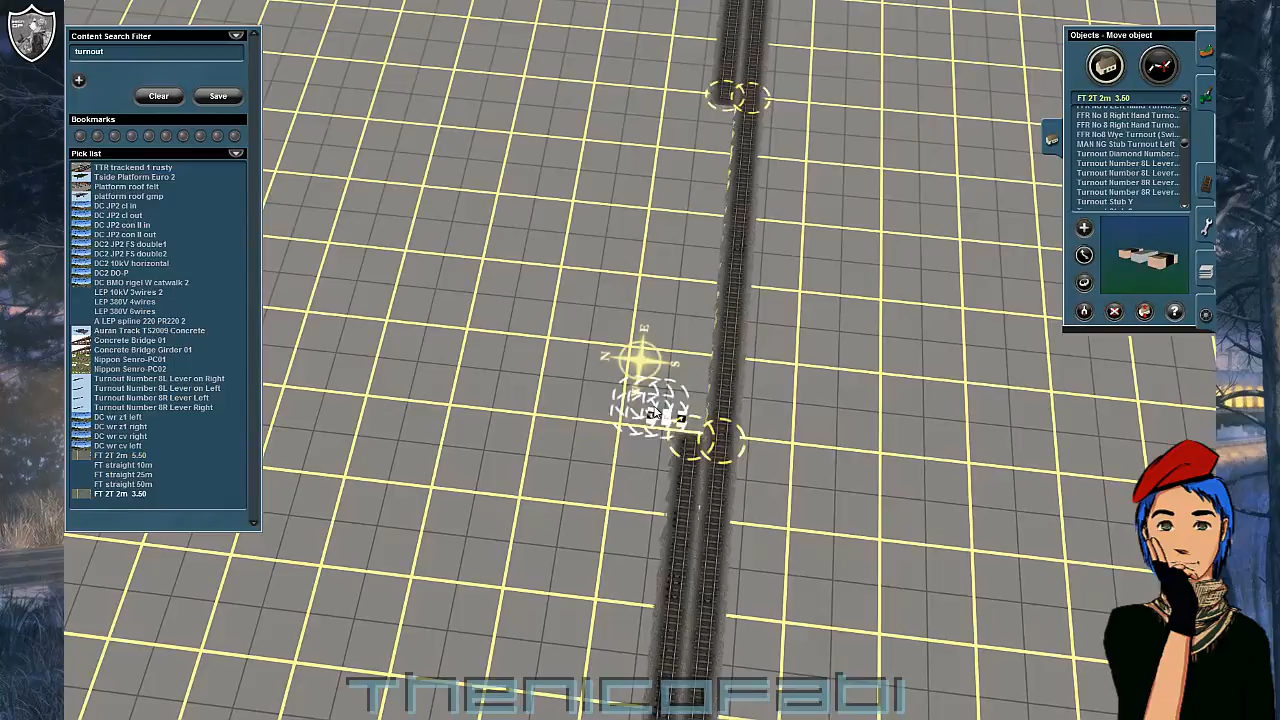 Content Search Filter
turnout
Clear
Save
Bookmarks
Pick list
TTR trackend 1 rusty
Tside Platform Euro 2
Platform roof felt
platform roof gmp
DC JP2 cl in
DC JP2 cl out
DC JP2 con II in
DC JP2 con II out
DC2 JP2 FS double1
DC2 JP2 FS double2
DC2 10kV horizontal
DC2 DO-P
DC BMO rigel W catwalk 2
LEP 10kV 3wires 2
LEP 380V 4wires
LEP 380V 6wires
A LEP spline 220 PR220 2
Auran Track TS2009 Concrete
Concrete Bridge 01
Concrete Bridge Girder 01
Nippon Senro-PC01
Nippon Senro-PC02
Turnout Number 8L Lever on Right
Turnout Number 8L Lever on Left
Turnout Number 8R Lever Left
Turnout Number 8R Lever Right
DC wr z1 left
DC wr z1 right
DC wr cv right
DC wr cv left
FT 2T 2m 5.50
FT straight 10m
FT straight 25m
FT straight 50m
FT 2T 2m 3.50
E
N
S
Objects - Move object
FT 2T 2m 3.50
FFR No 8 Right Hand Turno...
FFR No8 Wye Turnout (Swi...
MAN NG Stub Turnout Left
Turnout Diamond Number...
Turnout Number 8L Lever...
Turnout Number 8L Lever...
Turnout Number 8R Lever...
Turnout Number 8R Lever...
Turnout Stub Y
?
TheNicoFabi